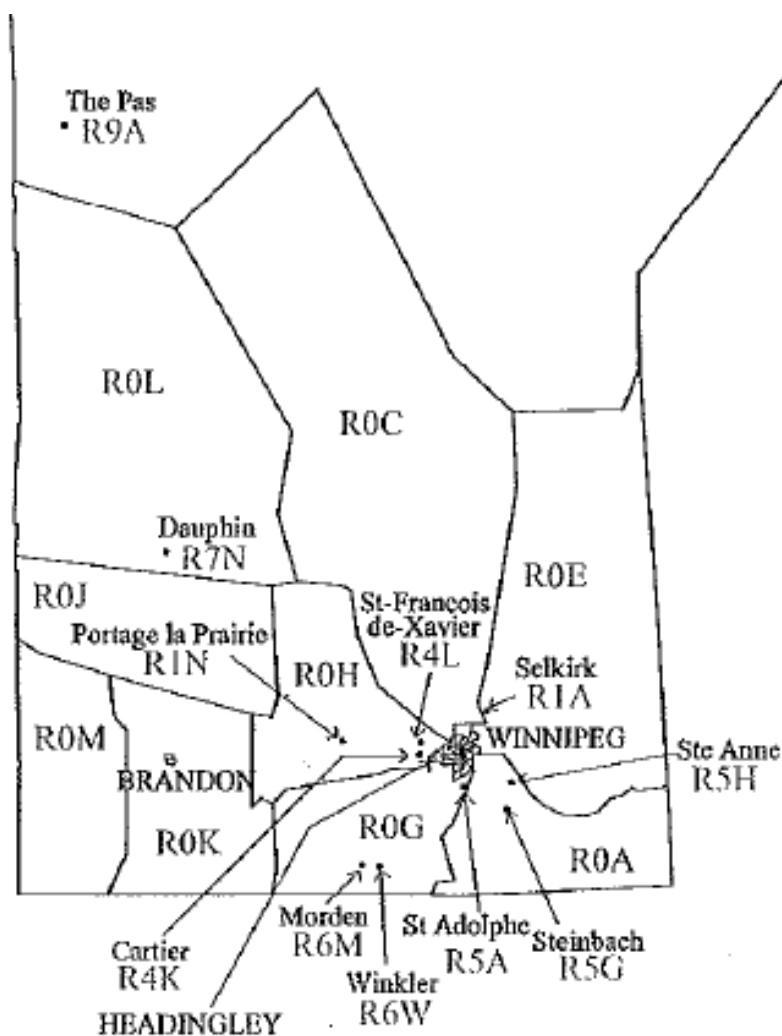 The Pas
R9A
R0L
R0C
Dauphin
R7N
R0J
R0E
St-François
de-Xavier
R4L
Portage la Prairie
R1N
R0H
Selkirk
R1A
R0M
WINNIPEG
Ste Anne
R5H
BRANDON
R0K
R0G
R0A
Morden
R6M
St Adolphe
R5A
Steinbach
R5G
Cartier
R4K
Winkler
R6W
HEADINGLEY